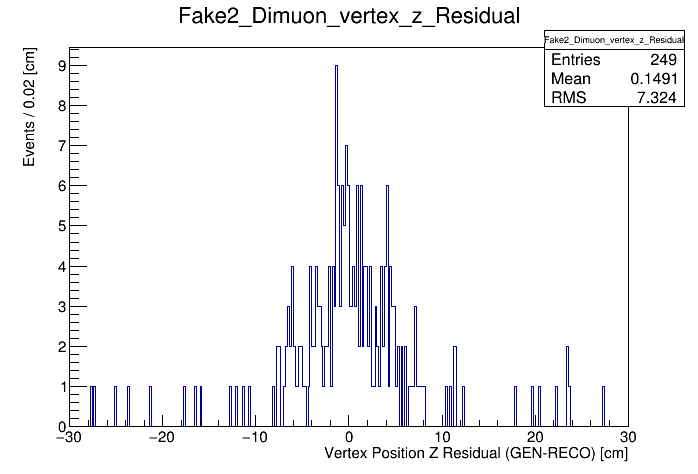 Fake2_Dimuon_vertex_z_Residual
Fake2_Dimuon_vertex_z_Residual
Entries 249
Mean 0.1491
RMS 7.324
Events / 0.02 [cm]
9
8
7
6
5
4
3
2
1
0
−30 −20 −10 0 10 20 30
Vertex Position Z Residual (GEN-RECO) [cm]